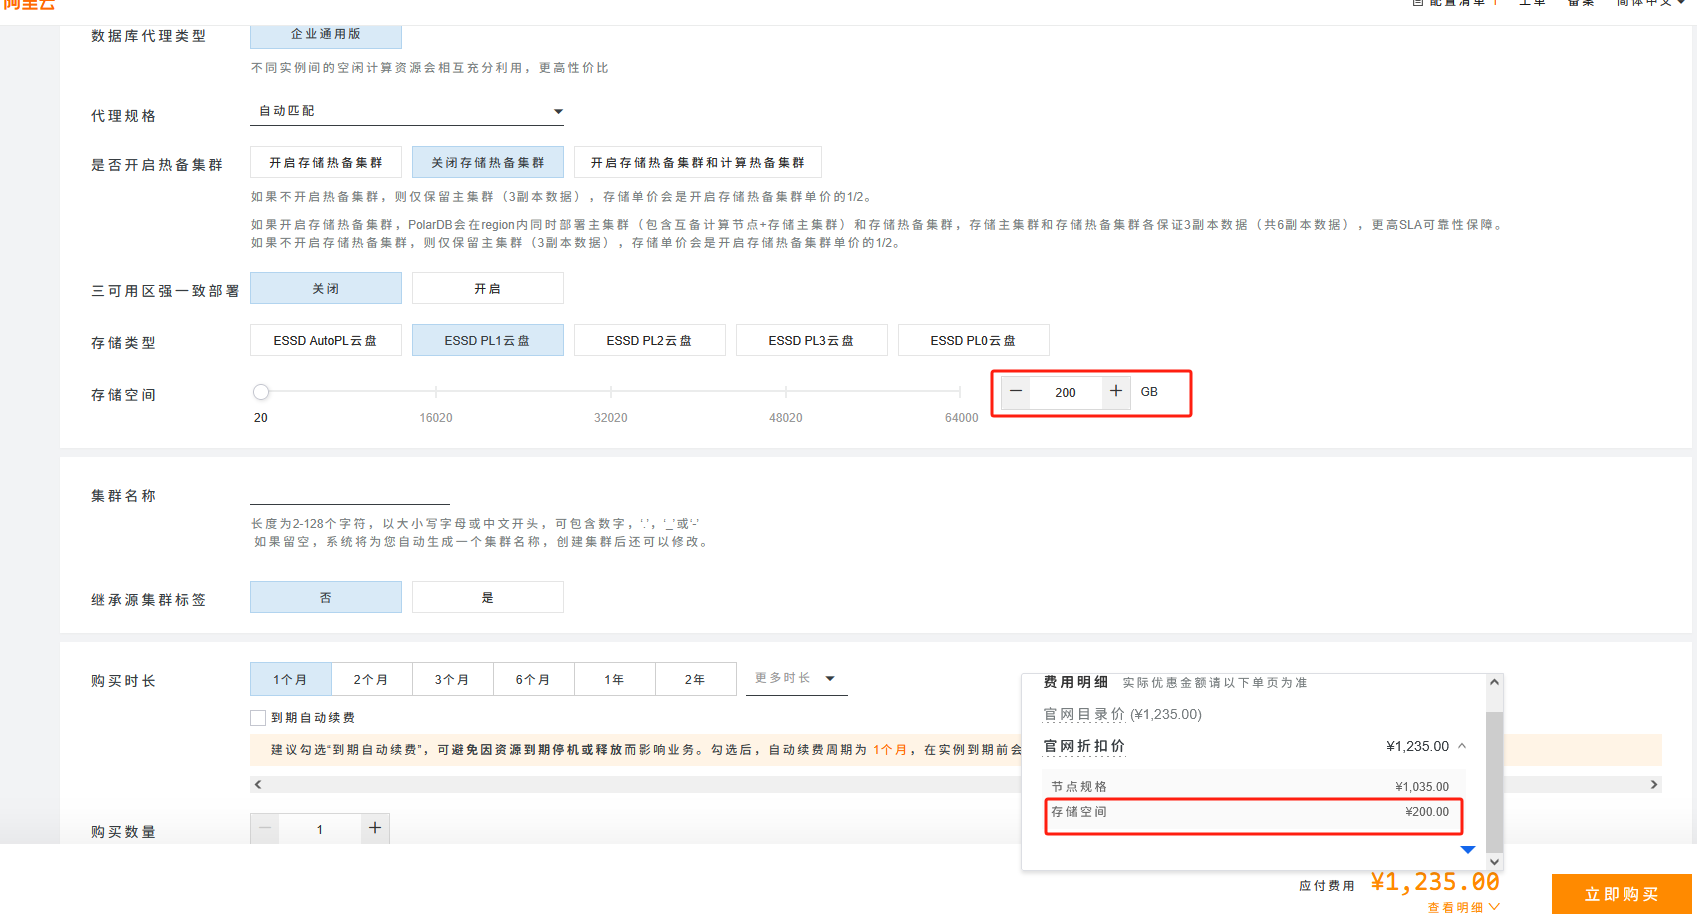 阿里云
配置清单 工单 备案 简体中文
数据库代理类型 企业通用版
不同实例间的空闲计算资源会相互充分利用，更高性价比
代理规格 自动匹配
是否开启热备集群 开启存储热备集群 关闭存储热备集群 开启存储热备集群和计算热备集群
如果不开启热备集群，则仅保留主集群（3副本数据），存储单价会是开启存储热备集群单价的1/2。
如果开启存储热备集群，PolarDB会在region内同时部署主集群（包含互备计算节点+存储主集群）和存储热备集群，存储主集群和存储热备集群各保证3副本数据（共6副本数据），更高SLA可靠性保障。
如果不开启存储热备集群，则仅保留主集群（3副本数据），存储单价会是开启存储热备集群单价的1/2。
三可用区强一致部署 关闭 开启
存储类型 ESSD AutoPL云盘 ESSD PL1云盘 ESSD PL2云盘 ESSD PL3云盘 ESSD PL0云盘
存储空间 200 GB
20 16020 32020 48020 64000
集群名称
长度为2-128个字符，以大小写字母或中文开头，可包含数字，'.'，'_'或'-'
如果留空，系统将为您自动生成一个集群名称，创建集群后还可以修改。
继承源集群标签 否 是
购买时长 1个月 2个月 3个月 6个月 1年 2年 更多时长
到期自动续费
建议勾选“到期自动续费”，可避免因资源到期停机或释放而影响业务。勾选后，自动续费周期为 1个月，在实例到期前会
购买数量 1
费用明细 实际优惠金额请以下单页为准
官网目录价 (¥1,235.00)
官网折扣价 ¥1,235.00
节点规格 ¥1,035.00
存储空间 ¥200.00
应付费用 ¥1,235.00
查看明细
立即购买